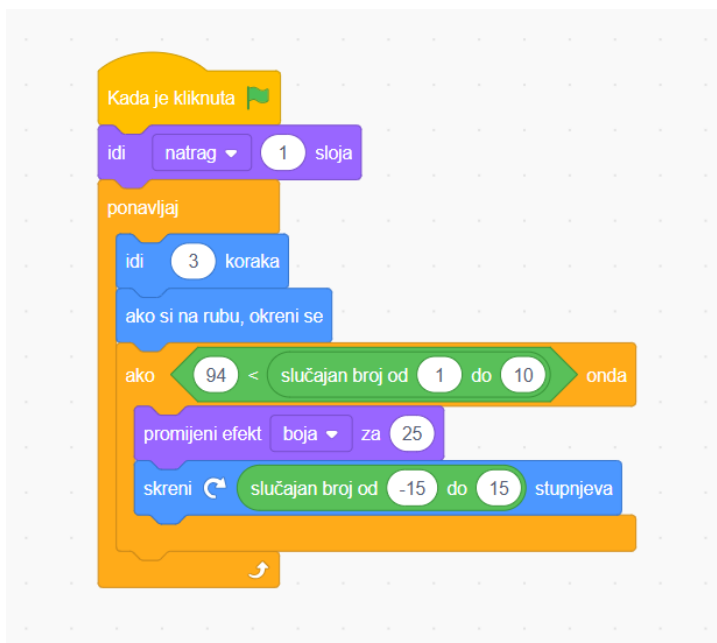 Kada je kliknuta
idi natrag 1 sloja
ponavljaj
idi 3 koraka
ako si na rubu, okreni se
ako 94 < slučajan broj od 1 do 10 onda
promijeni efekt boja za 25
skreni slučajan broj od -15 do 15 stupnjeva